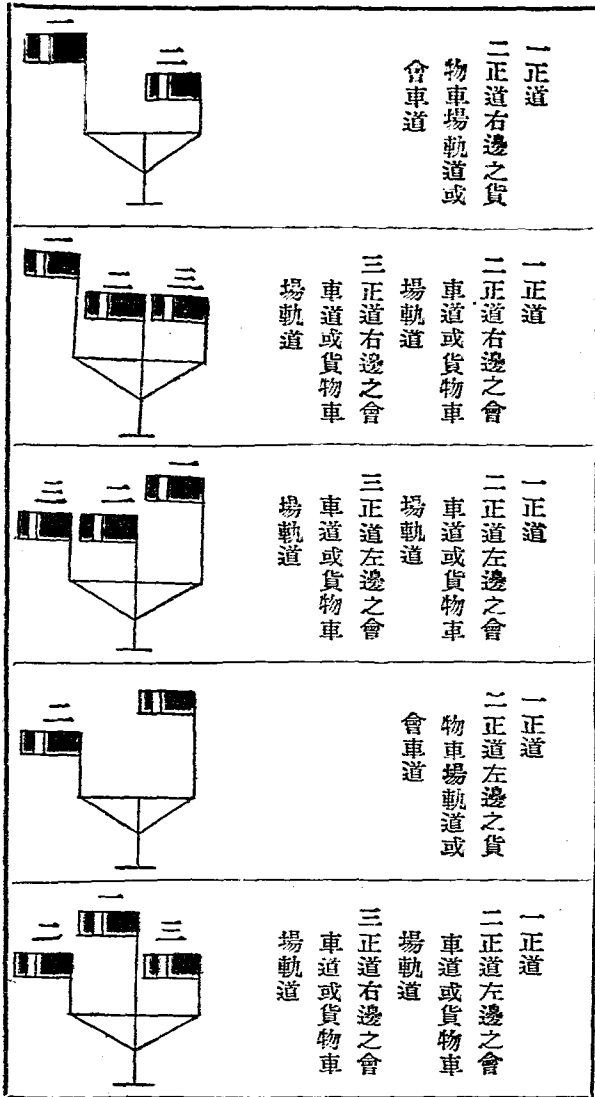 一
二
一正道
二正道右邊之貨
物車場軌道或
會車道
一
二
三
一正道
二正道右邊之會
車道或貨物車
場軌道
三正道右邊之會
車道或貨物車
場軌道
一
三
二
一正道
二正道左邊之會
車道或貨物車
場軌道
三正道左邊之會
車道或貨物車
場軌道
二
一正道
二正道左邊之貨
物車場軌道或
會車道
一
二
三
一正道
二正道左邊之會
車道或貨物車
場軌道
三正道右邊之會
車道或貨物車
場軌道